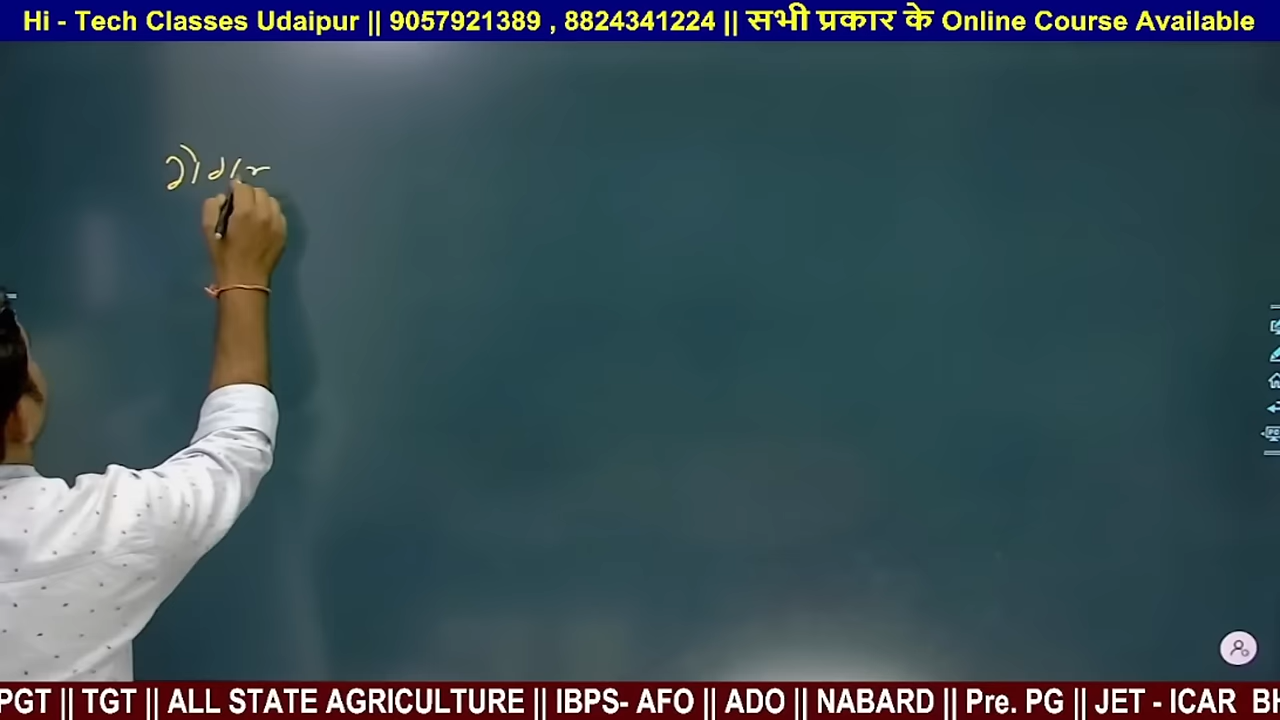 Hi - Tech Classes Udaipur || 9057921389 , 8824341224 || सभी प्रकार के Online Course Available
PGT || TGT || ALL STATE AGRICULTURE || IBPS- AFO || ADO || NABARD || Pre. PG || JET - ICAR BH